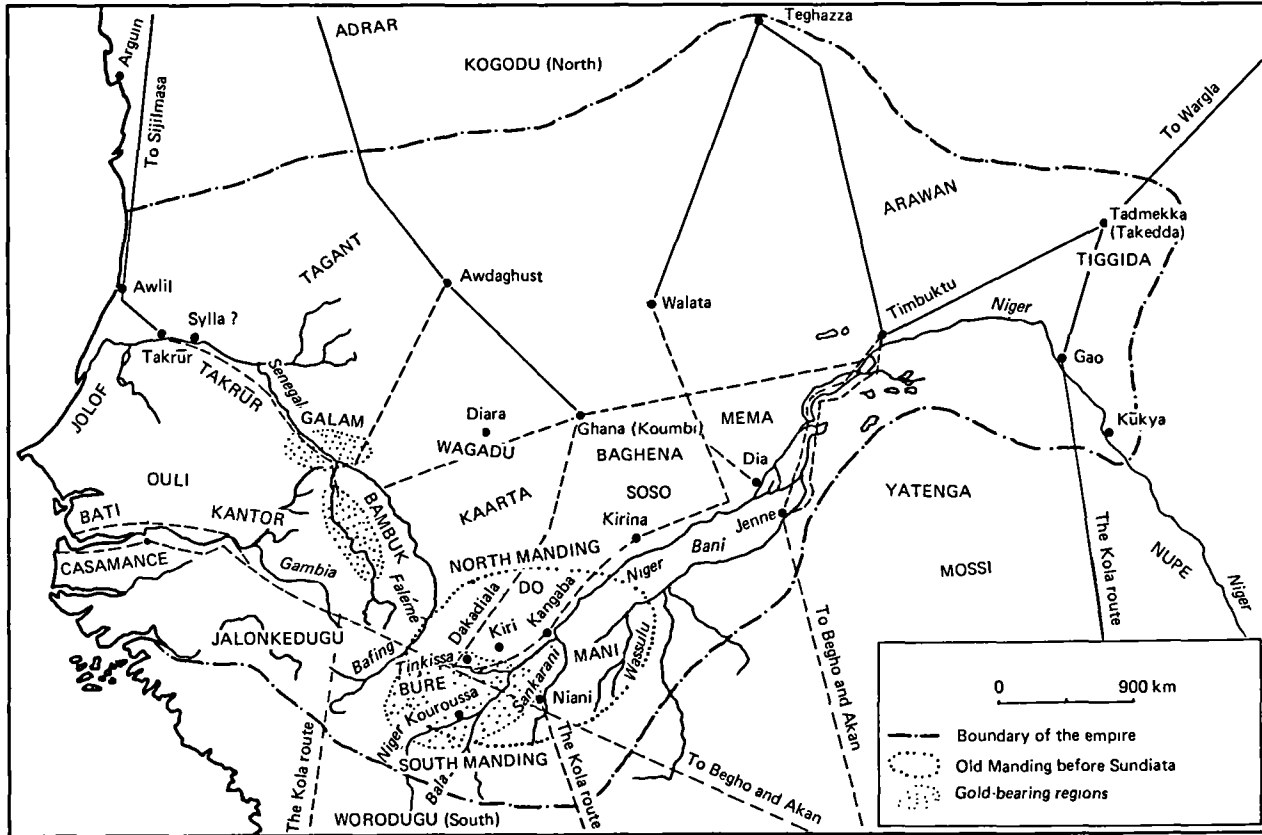 Teghazza
ADRAR
Arguin
To Sijilmasa
KOGODU (North)
To Wargla
ARAWAN
Tadmekka
(Takedda)
TIGGIDA
TAGANT
Awdaghust
Awlil
Walata
Timbuktu
Niger
Sylla ?
Takrūr
TAKRŪR
Senegal
Gao
JOLOF
GALAM
Diara
WAGADU
Ghana (Koumbi)
BAGHENA
MEMA
Kūkya
Dia
OULI
BAMBUK
KAARTA
SOSO
YATENGA
BATI
KANTOR
Kirina
Jenne
The Kola route
NUPE
Niger
CASAMANCE
Gambia
Falémé
NORTH MANDING
Niger
Bani
MOSSI
DO
Dakadiala
Kangaba
JALONKEDUGU
Kiri
MANI
Wassulu
To Begho and Akan
Bafing
Tinkissa
BURE
Sankarani
Niani
Kouroussa
Niger
SOUTH MANDING
The Kola route
To Begho and Akan
The Kola route
Bala
WORODUGU (South)
0 900 km
Boundary of the empire
Old Manding before Sundiata
Gold-bearing regions